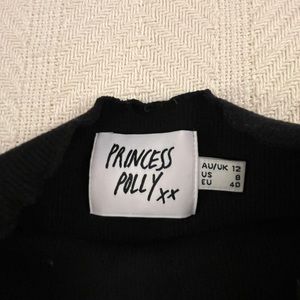 PRINCESS
POLLY xx
AU/UK 12
US 8
EU 40